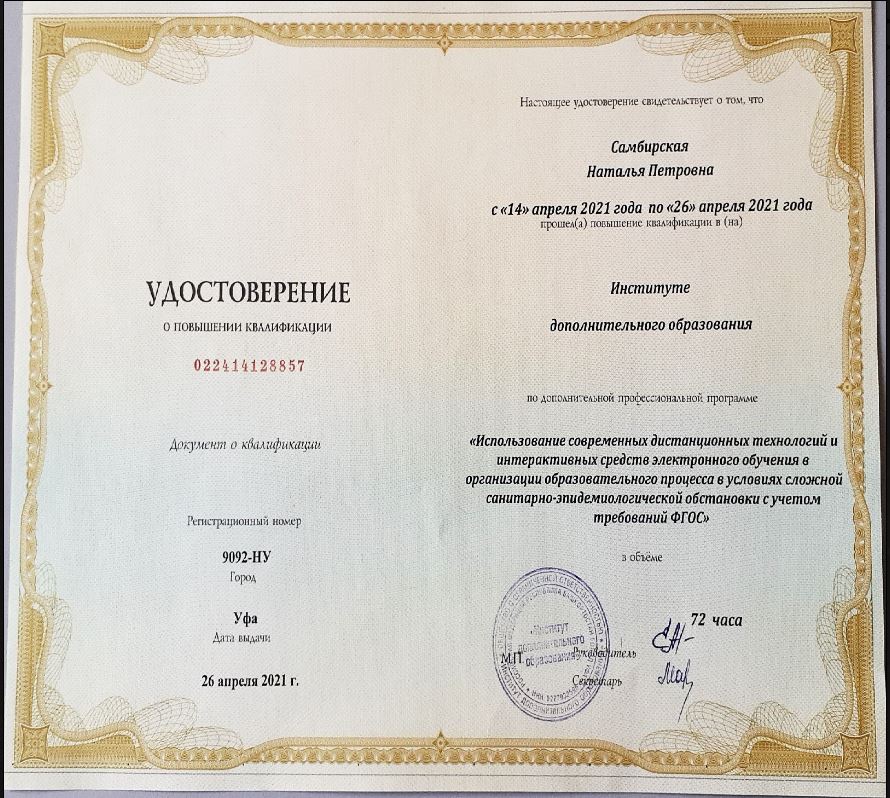 УДОСТОВЕРЕНИЕ
О ПОВЫШЕНИИ КВАЛИФИКАЦИИ
022414128857
Документ о квалификации
Регистрационный номер
9092-НУ
Город
Уфа
Дата выдачи
26 апреля 2021 г.
Настоящее удостоверение свидетельствует о том, что
Самбирская
Наталья Петровна
с «14» апреля 2021 года по «26» апреля 2021 года
прошел(а) повышение квалификации в (на)
Институте
дополнительного образования
по дополнительной профессиональной программе
«Использование современных дистанционных технологий и
интерактивных средств электронного обучения в
организации образовательного процесса в условиях сложной
санитарно-эпидемиологической обстановки с учетом
требований ФГОС»
в объёме
72 часа
М.П.
Руководитель
Секретарь
Институт
дополнительного
образования